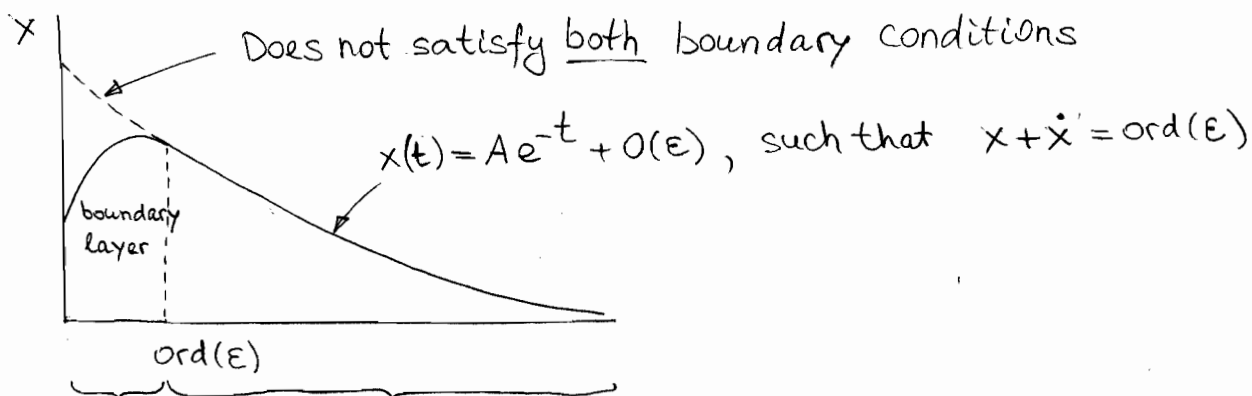 x
Does not satisfy both boundary conditions
x(t) = Ae^{-t} + O(ε), such that x + ẋ = ord(ε)
boundary
layer
ord(ε)